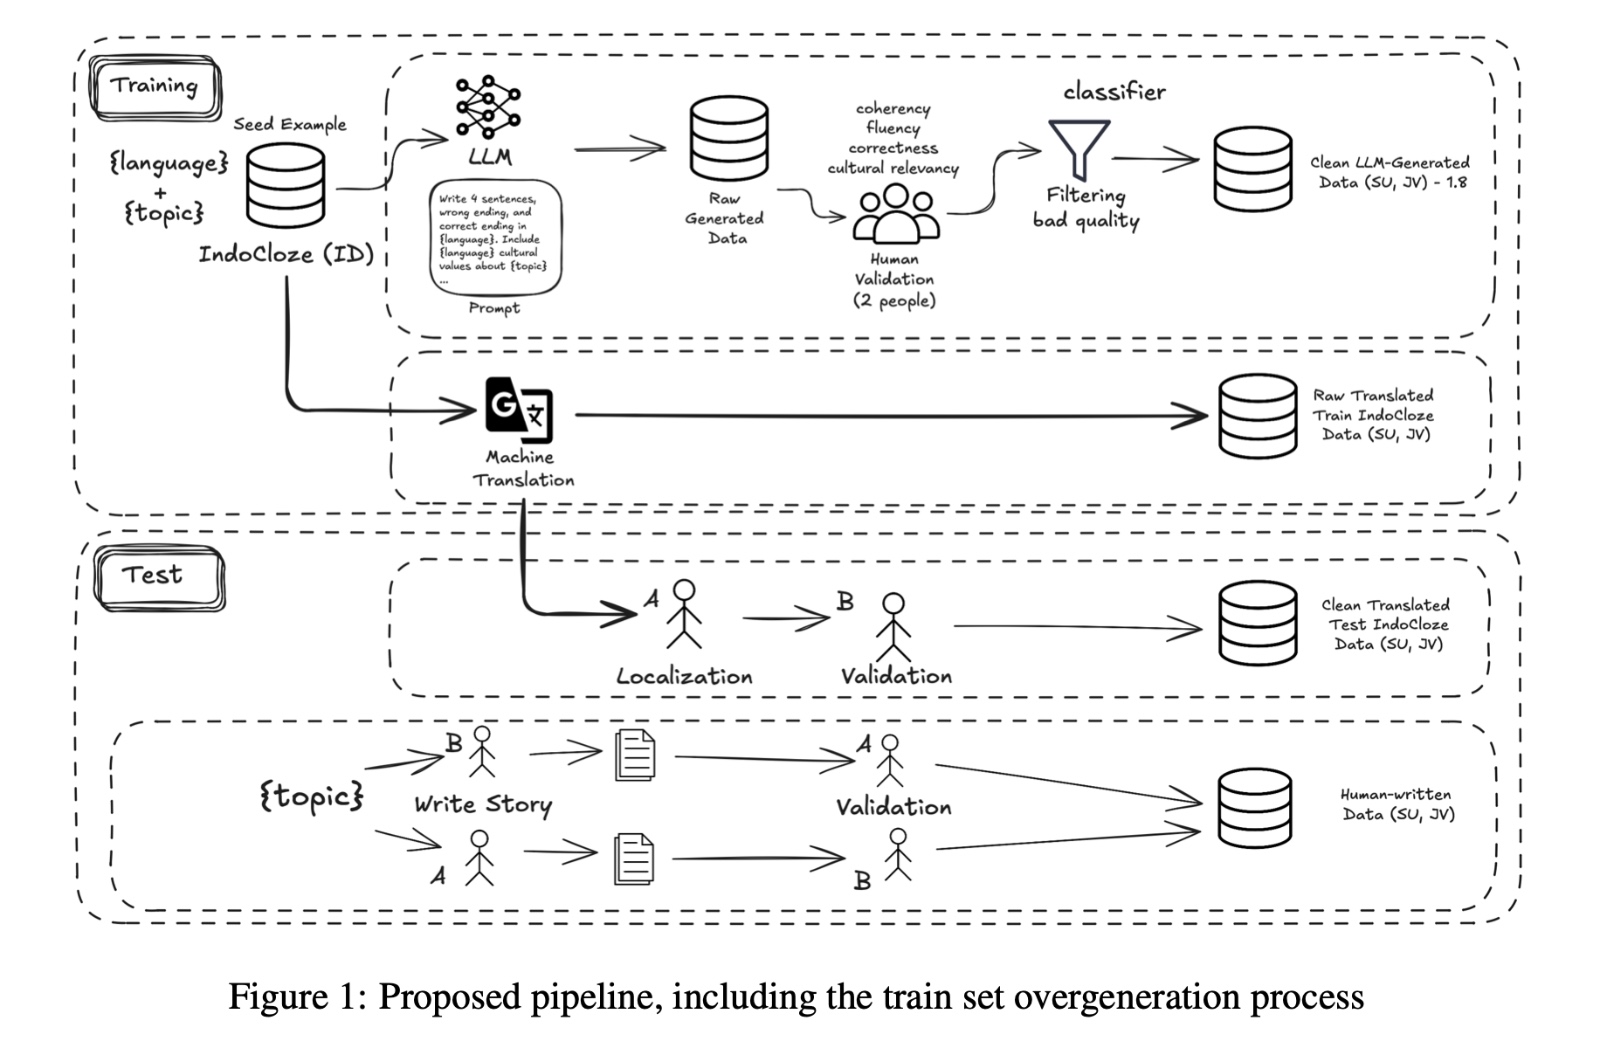 Training
Seed Example
{language}
+
{topic}
IndoCloze (ID)
LLM
Write 4 sentences,
wrong ending, and
correct ending in
{language}. Include
{language} cultural
values about {topic}
...
Prompt
Raw
Generated
Data
coherency
fluency
correctness
cultural relevancy
Human
Validation
(2 people)
classifier
Filtering
bad quality
Clean LLM-Generated
Data (SU, JV) - 1.8
G
文
Machine
Translation
Raw Translated
Train IndoCloze
Data (SU, JV)
Test
A
Localization
B
Validation
Clean Translated
Test IndoCloze
Data (SU, JV)
{topic}
B
Write Story
A
A
Validation
B
Human-written
Data (SU, JV)
Figure 1: Proposed pipeline, including the train set overgeneration process